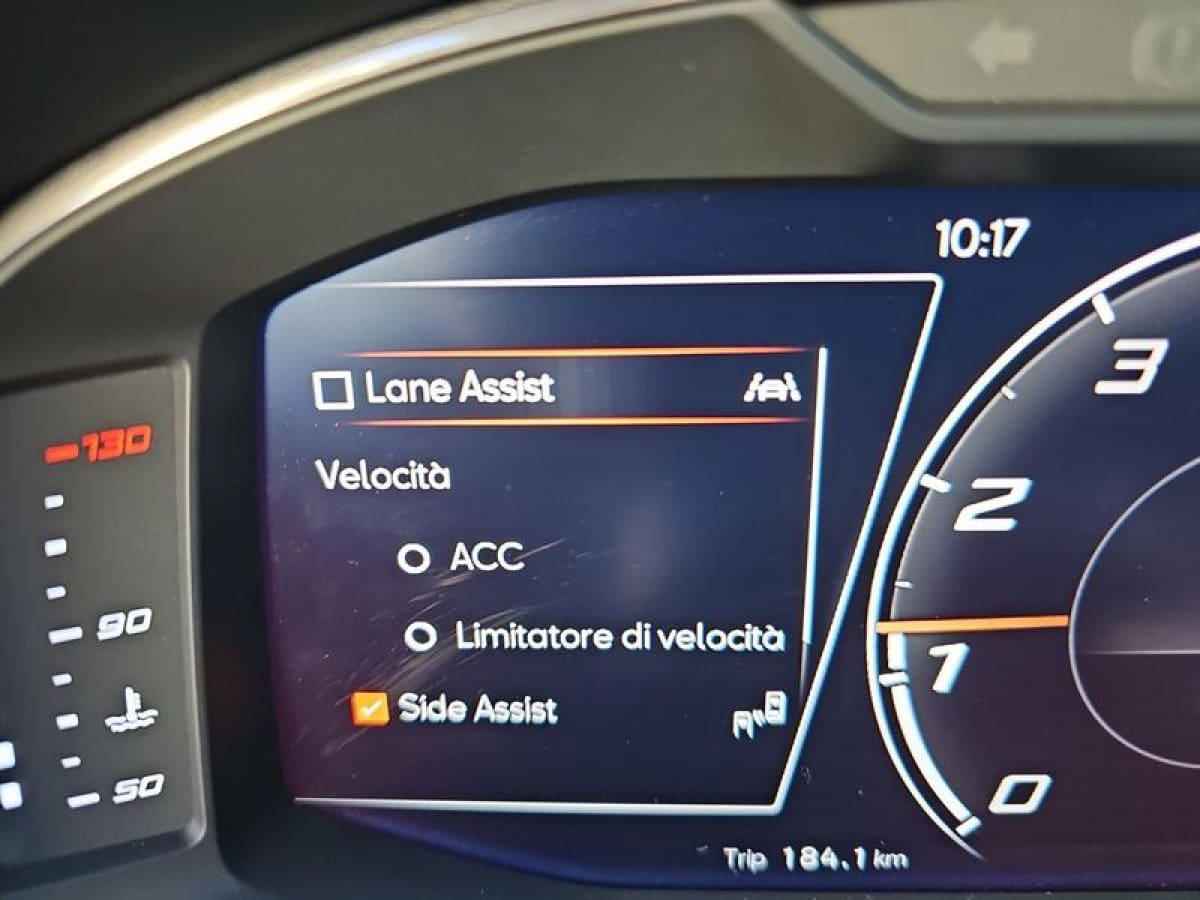 10:17
Lane Assist
Velocità
ACC
Limitatore di velocità
Side Assist
Trip 184.1 km
130
90
50
3
2
1
0